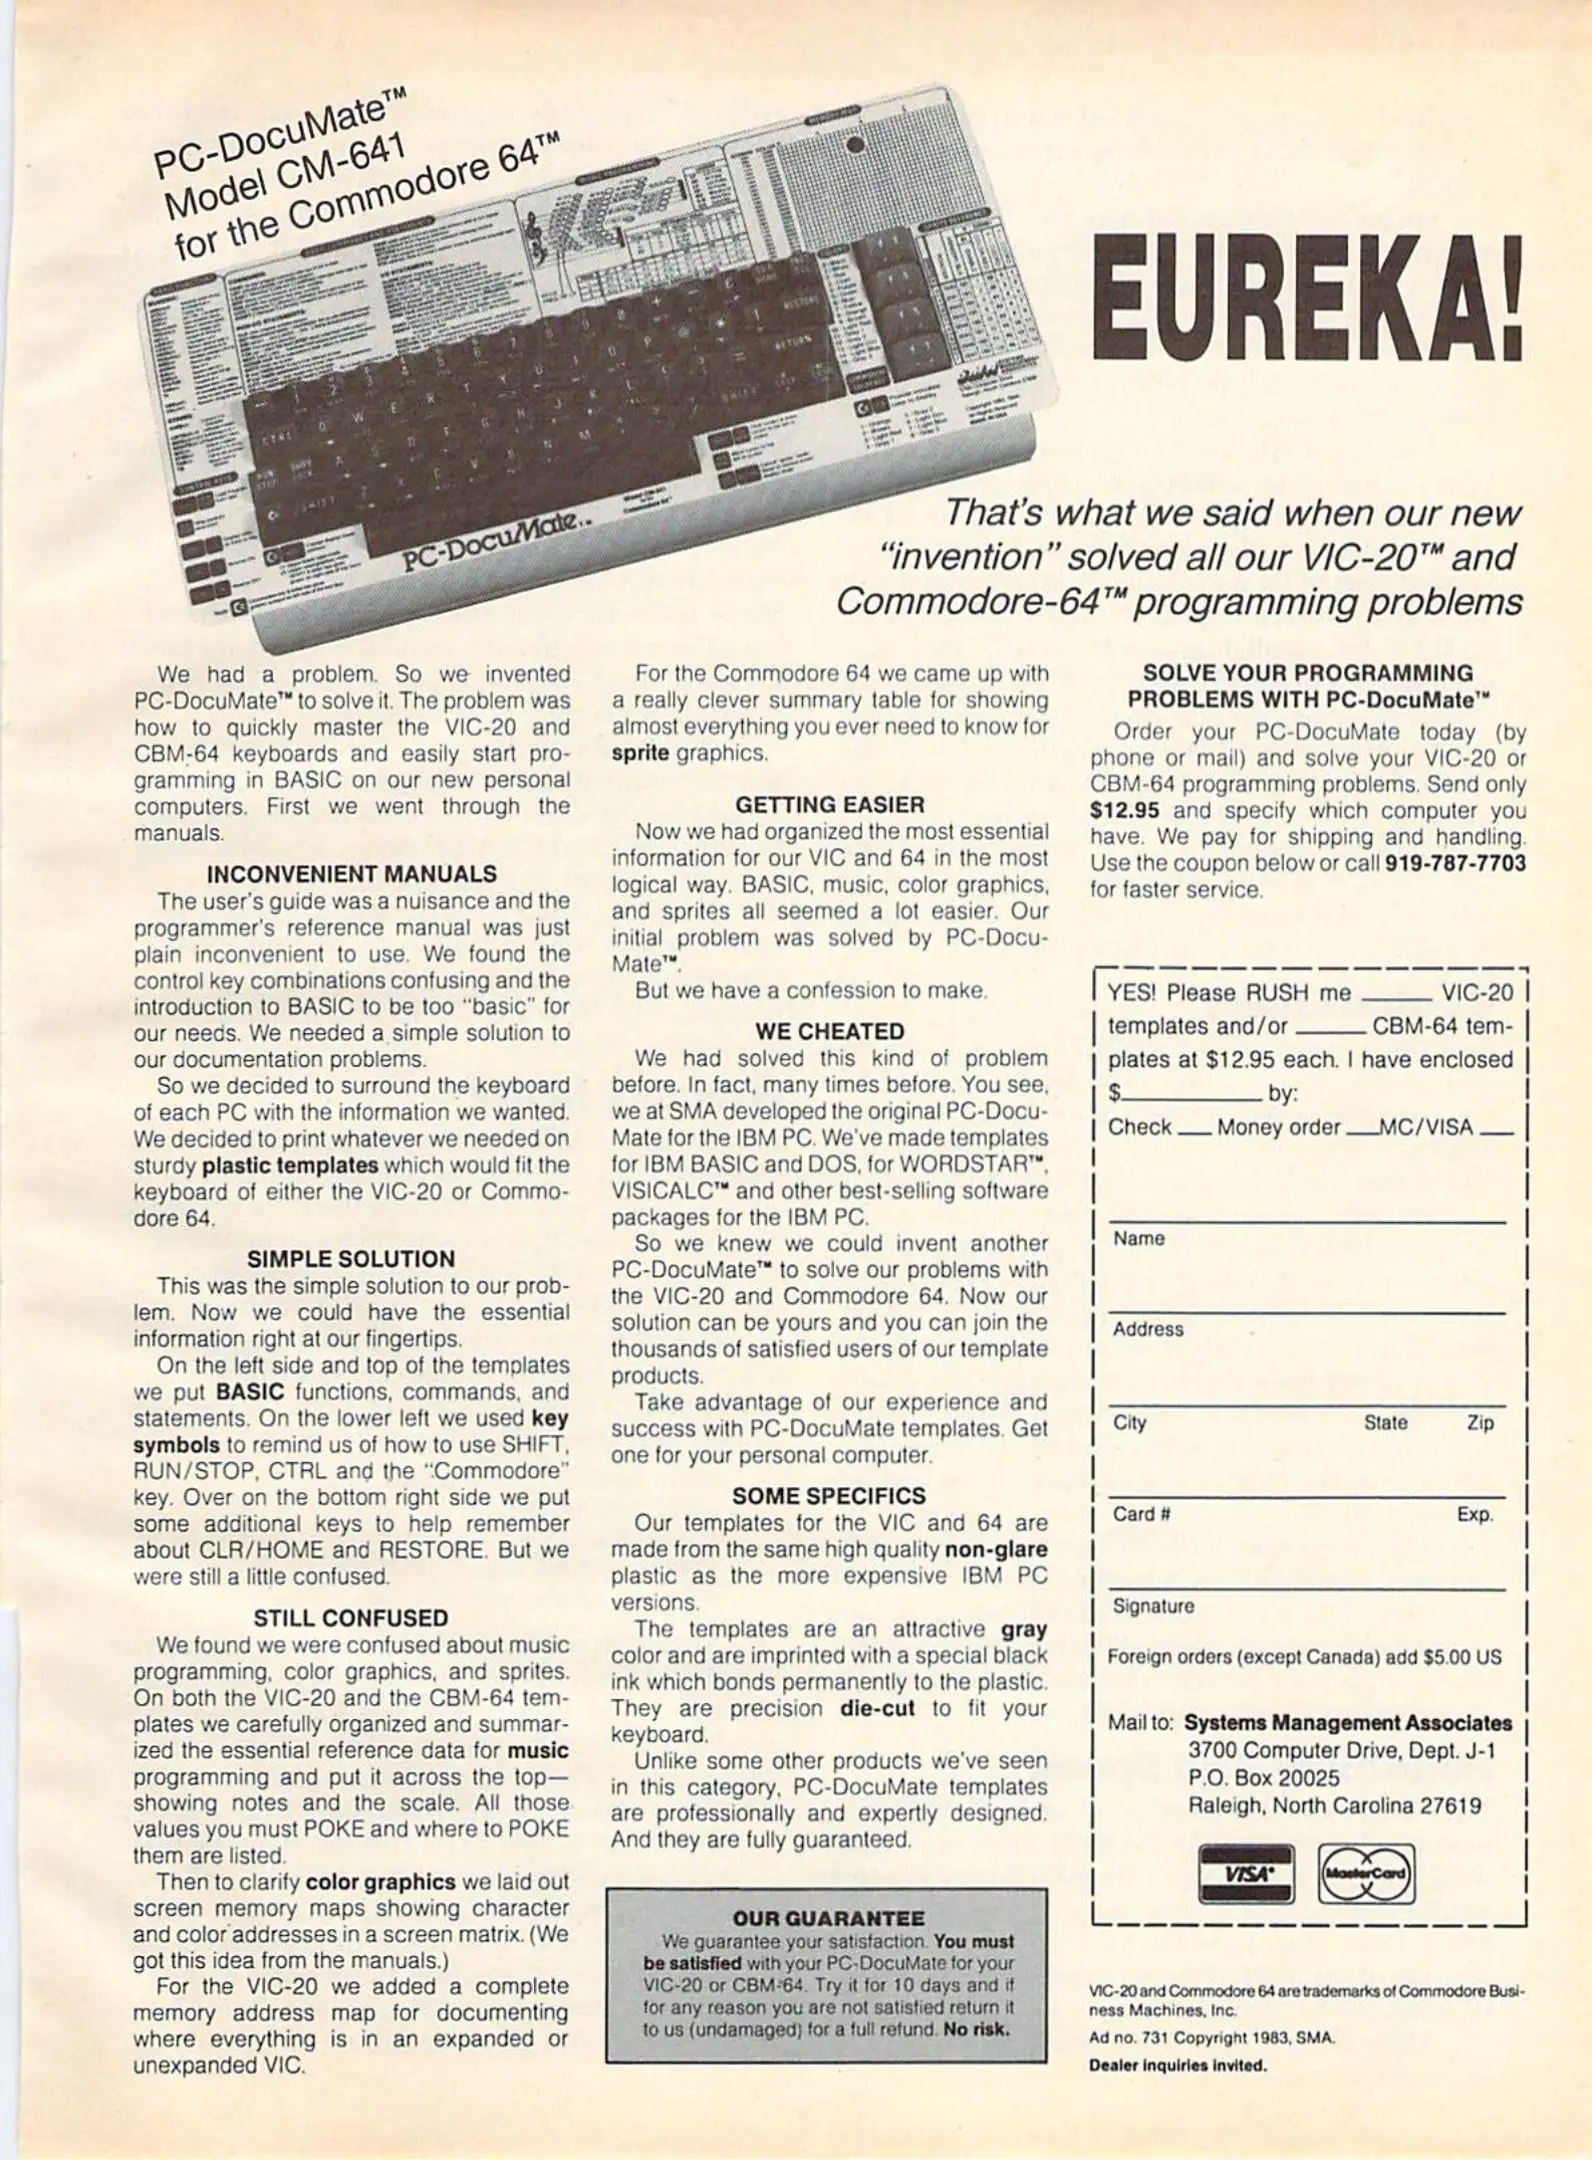 PC-DocuMate™
Model CM-641
for the Commodore 64™
EUREKA!
PC-DocuMate™
Model CM-641
for the
Commodore 64™
That's what we said when our new
"invention" solved all our VIC-20™ and
Commodore-64™ programming problems
We had a problem. So we invented
PC-DocuMate™ to solve it. The problem was
how to quickly master the VIC-20 and
CBM-64 keyboards and easily start pro-
gramming in BASIC on our new personal
computers. First we went through the
manuals.
INCONVENIENT MANUALS
The user's guide was a nuisance and the
programmer's reference manual was just
plain inconvenient to use. We found the
control key combinations confusing and the
introduction to BASIC to be too "basic" for
our needs. We needed a simple solution to
our documentation problems.
So we decided to surround the keyboard
of each PC with the information we wanted.
We decided to print whatever we needed on
sturdy plastic templates which would fit the
keyboard of either the VIC-20 or Commo-
dore 64.
SIMPLE SOLUTION
This was the simple solution to our prob-
lem. Now we could have the essential
information right at our fingertips.
On the left side and top of the templates
we put BASIC functions, commands, and
statements. On the lower left we used key
symbols to remind us of how to use SHIFT,
RUN/STOP, CTRL and the "Commodore"
key. Over on the bottom right side we put
some additional keys to help remember
about CLR/HOME and RESTORE. But we
were still a little confused.
STILL CONFUSED
We found we were confused about music
programming, color graphics, and sprites.
On both the VIC-20 and the CBM-64 tem-
plates we carefully organized and summar-
ized the essential reference data for music
programming and put it across the top—
showing notes and the scale. All those
values you must POKE and where to POKE
them are listed.
Then to clarify color graphics we laid out
screen memory maps showing character
and color addresses in a screen matrix. (We
got this idea from the manuals.)
For the VIC-20 we added a complete
memory address map for documenting
where everything is in an expanded or
unexpanded VIC.
For the Commodore 64 we came up with
a really clever summary table for showing
almost everything you ever need to know for
sprite graphics.
GETTING EASIER
Now we had organized the most essential
information for our VIC and 64 in the most
logical way. BASIC, music, color graphics,
and sprites all seemed a lot easier. Our
initial problem was solved by PC-Docu-
Mate™.
But we have a confession to make.
WE CHEATED
We had solved this kind of problem
before. In fact, many times before. You see,
we at SMA developed the original PC-Docu-
Mate for the IBM PC. We've made templates
for IBM BASIC and DOS, for WORDSTAR™,
VISICALC™ and other best-selling software
packages for the IBM PC.
So we knew we could invent another
PC-DocuMate™ to solve our problems with
the VIC-20 and Commodore 64. Now our
solution can be yours and you can join the
thousands of satisfied users of our template
products.
Take advantage of our experience and
success with PC-DocuMate templates. Get
one for your personal computer.
SOME SPECIFICS
Our templates for the VIC and 64 are
made from the same high quality non-glare
plastic as the more expensive IBM PC
versions.
The templates are an attractive gray
color and are imprinted with a special black
ink which bonds permanently to the plastic.
They are precision die-cut to fit your
keyboard.
Unlike some other products we've seen
in this category, PC-DocuMate templates
are professionally and expertly designed.
And they are fully guaranteed.
OUR GUARANTEE
We guarantee your satisfaction. You must
be satisfied with your PC-DocuMate for your
VIC-20 or CBM-64. Try it for 10 days and if
for any reason you are not satisfied return it
to us (undamaged) for a full refund. No risk.
SOLVE YOUR PROGRAMMING
PROBLEMS WITH PC-DocuMate™
Order your PC-DocuMate today (by
phone or mail) and solve your VIC-20 or
CBM-64 programming problems. Send only
$12.95 and specify which computer you
have. We pay for shipping and handling.
Use the coupon below or call 919-787-7703
for faster service.
YES! Please RUSH me ______ VIC-20
templates and/or ______ CBM-64 tem-
plates at $12.95 each. I have enclosed
$____________ by:
Check ___ Money order ___MC/VISA ___
Name
Address
City State Zip
Card # Exp.
Signature
Foreign orders (except Canada) add $5.00 US
Mail to: Systems Management Associates
3700 Computer Drive, Dept. J-1
P.O. Box 20025
Raleigh, North Carolina 27619
VISA MasterCard
VIC-20 and Commodore 64 are trademarks of Commodore Busi-
ness Machines, Inc.
Ad no. 731 Copyright 1983, SMA.
Dealer inquiries invited.